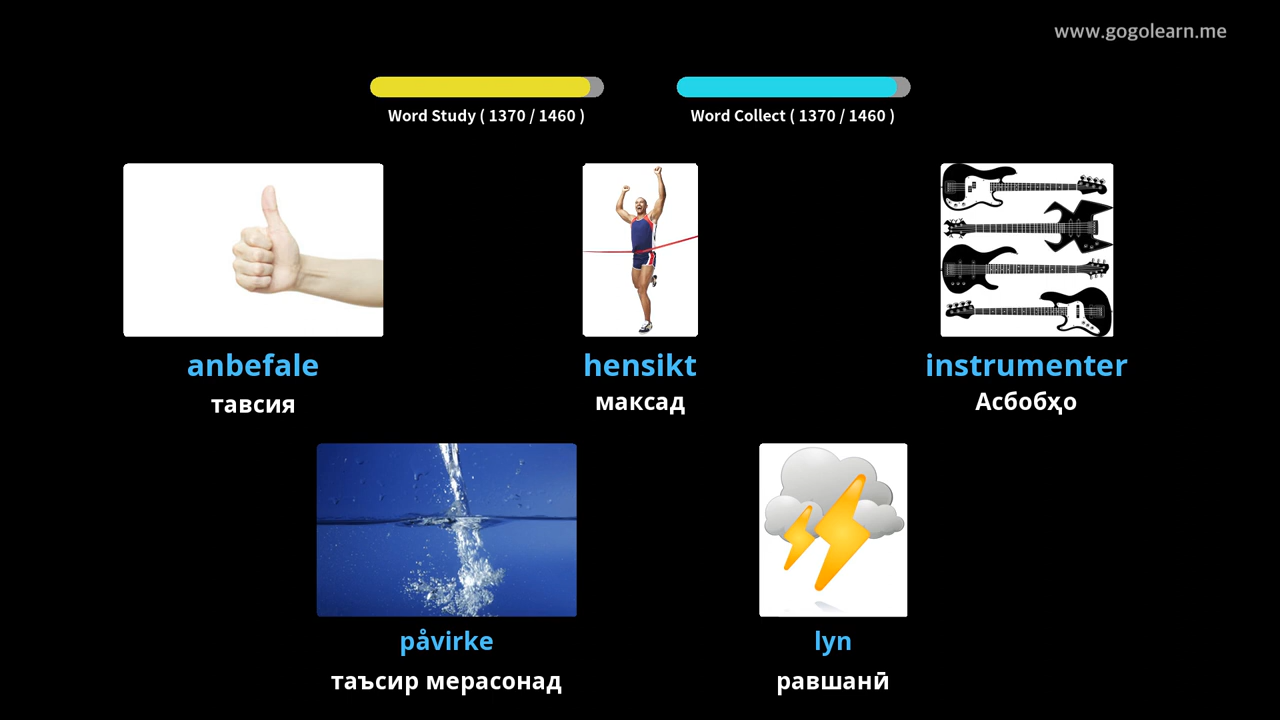 www.gogolearn.me
Word Study ( 1370 / 1460 )
Word Collect ( 1370 / 1460 )
anbefale
тавсия
hensikt
максад
instrumenter
Асбобҳо
påvirke
таъсир мерасонад
lyn
равшанӣ